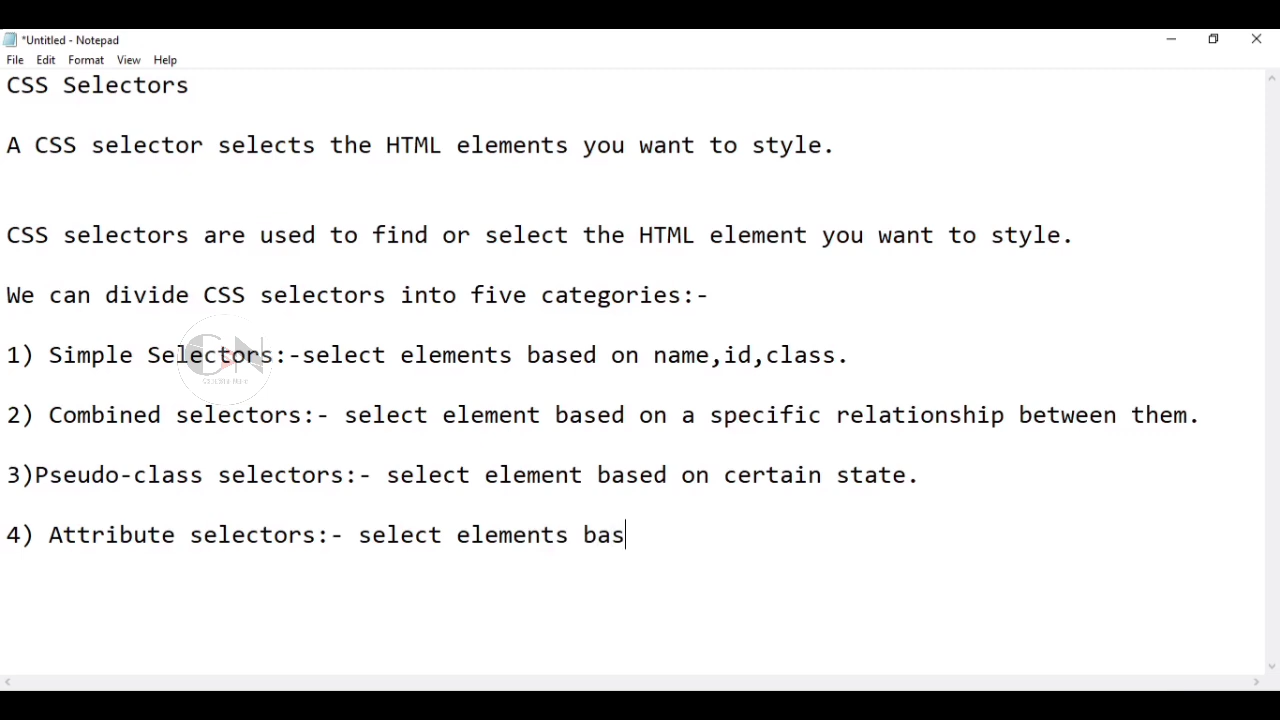 *Untitled - Notepad
File Edit Format View Help
CSS Selectors
A CSS selector selects the HTML elements you want to style.
CSS selectors are used to find or select the HTML element you want to style.
We can divide CSS selectors into five categories:-
1) Simple Selectors:-select elements based on name,id,class.
2) Combined selectors:- select element based on a specific relationship between them.
3)Pseudo-class selectors:- select element based on certain state.
4) Attribute selectors:- select elements bas